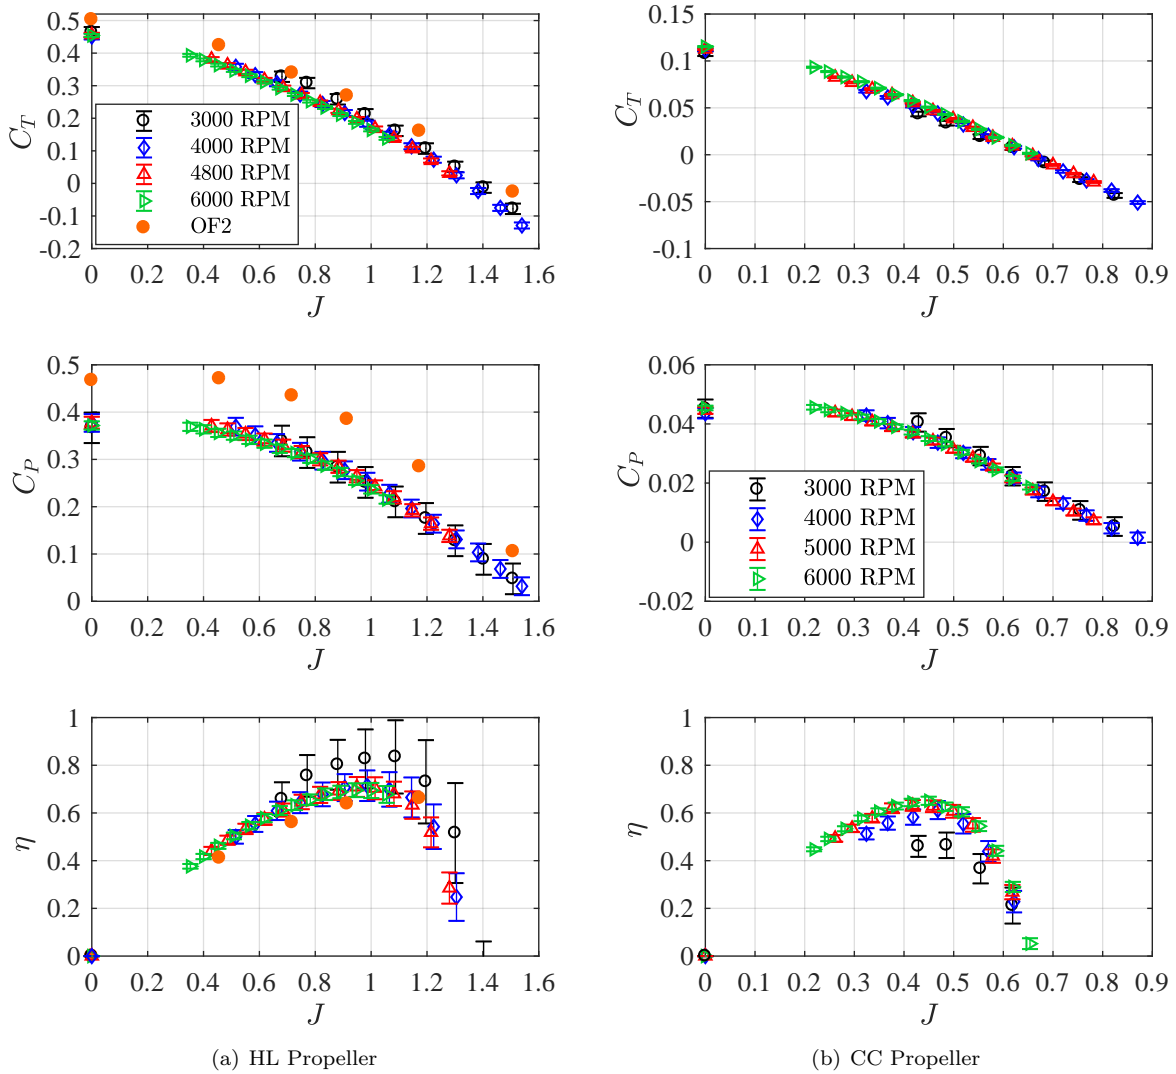 0.5
0.4
0.3
0.2
0.1
0
-0.1
-0.2
C_T
3000 RPM
4000 RPM
4800 RPM
6000 RPM
OF2
0 0.2 0.4 0.6 0.8 1 1.2 1.4 1.6
J
0.15
0.1
0.05
0
-0.05
-0.1
C_T
0 0.1 0.2 0.3 0.4 0.5 0.6 0.7 0.8 0.9
J
0.5
0.4
0.3
0.2
0.1
0
C_P
0 0.2 0.4 0.6 0.8 1 1.2 1.4 1.6
J
0.06
0.04
0.02
0
-0.02
C_P
3000 RPM
4000 RPM
5000 RPM
6000 RPM
0 0.1 0.2 0.3 0.4 0.5 0.6 0.7 0.8 0.9
J
1
0.8
0.6
0.4
0.2
0
η
0 0.2 0.4 0.6 0.8 1 1.2 1.4 1.6
J
1
0.8
0.6
0.4
0.2
0
η
0 0.1 0.2 0.3 0.4 0.5 0.6 0.7 0.8 0.9
J
(a) HL Propeller
(b) CC Propeller